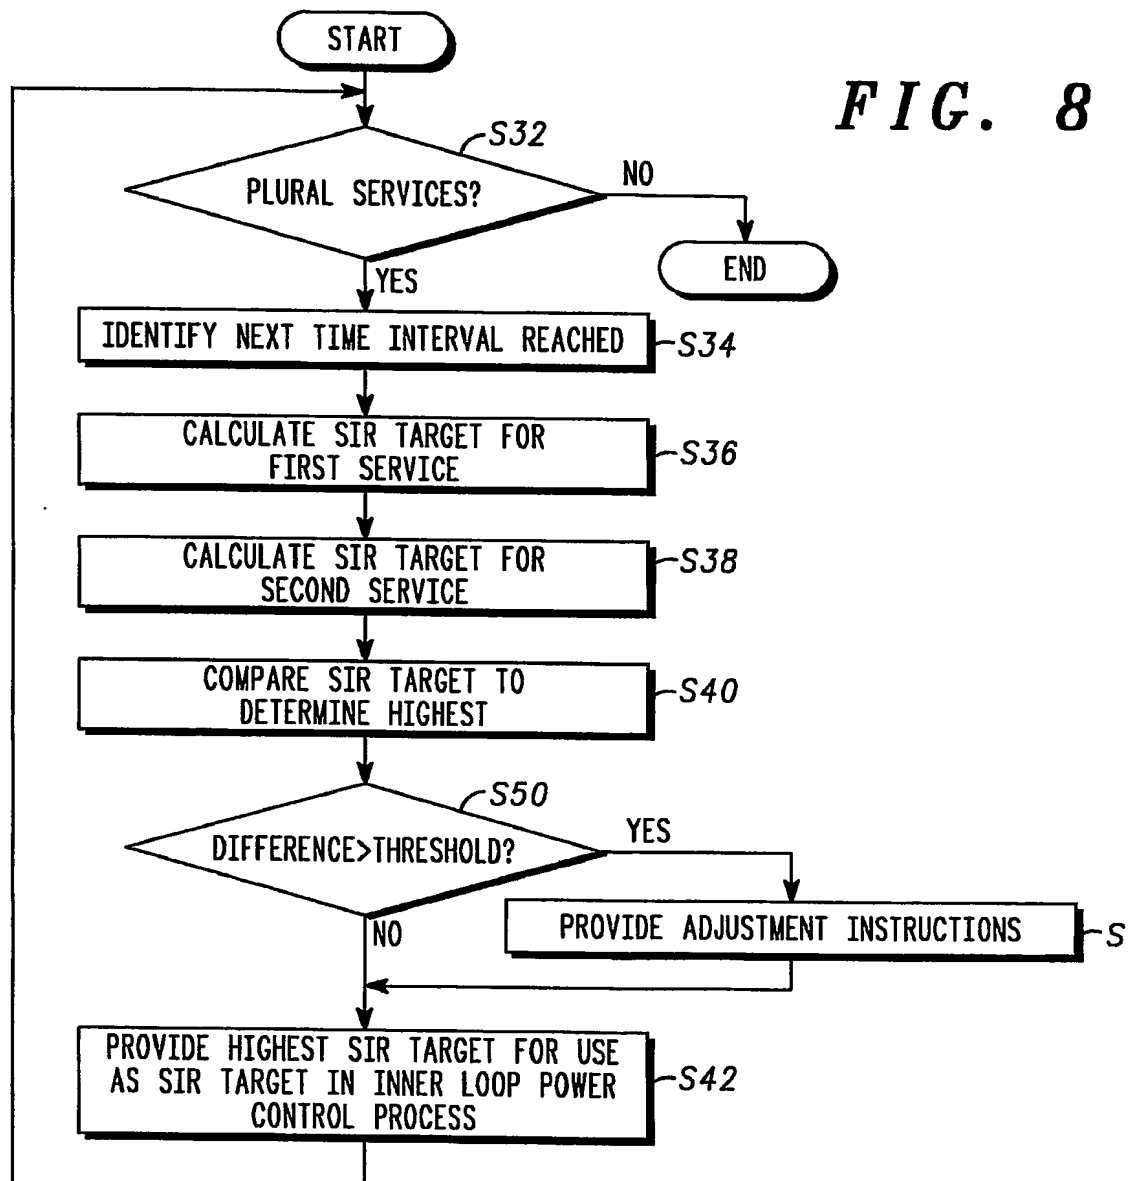 START
FIG. 8
S32
PLURAL SERVICES?
NO
END
YES
IDENTIFY NEXT TIME INTERVAL REACHED
S34
CALCULATE SIR TARGET FOR
FIRST SERVICE
S36
CALCULATE SIR TARGET FOR
SECOND SERVICE
S38
COMPARE SIR TARGET TO
DETERMINE HIGHEST
S40
S50
DIFFERENCE>THRESHOLD?
YES
NO
PROVIDE ADJUSTMENT INSTRUCTIONS
S
PROVIDE HIGHEST SIR TARGET FOR USE
AS SIR TARGET IN INNER LOOP POWER
CONTROL PROCESS
S42